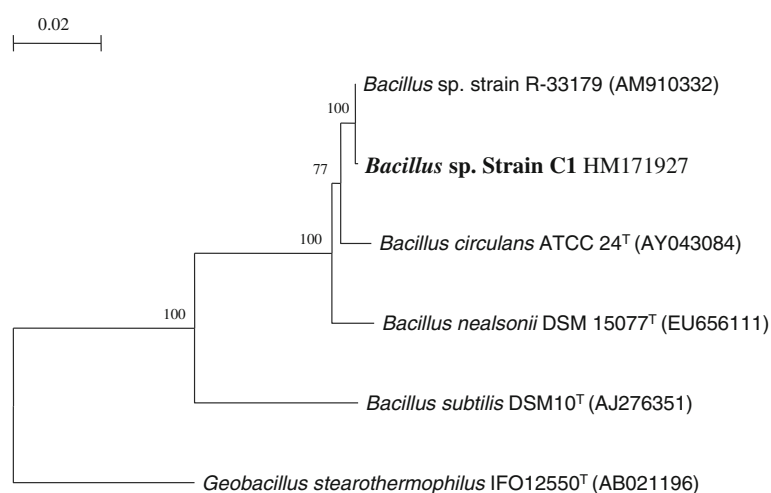 0.02
Bacillus sp. strain R-33179 (AM910332)
100
Bacillus sp. Strain C1 HM171927
77
100
Bacillus circulans ATCC 24ᵀ (AY043084)
100
Bacillus nealsonii DSM 15077ᵀ (EU656111)
Bacillus subtilis DSM10ᵀ (AJ276351)
Geobacillus stearothermophilus IFO12550ᵀ (AB021196)